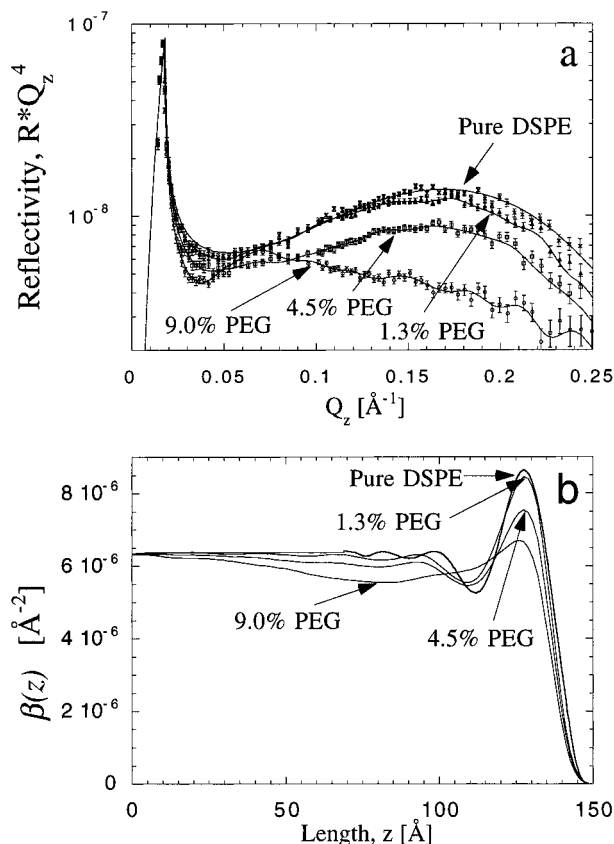 10⁻⁷
a
Reflectivity, R*Q_z⁴
Pure DSPE
10⁻⁸
9.0% PEG
4.5% PEG
1.3% PEG
0 0.05 0.1 0.15 0.2 0.25
Q_z [Å⁻¹]
b
8 10⁻⁶
Pure DSPE
1.3% PEG
6 10⁻⁶
9.0% PEG
4.5% PEG
4 10⁻⁶
2 10⁻⁶
0
β(z) [Å⁻²]
0 50 100 150
Length, z [Å]